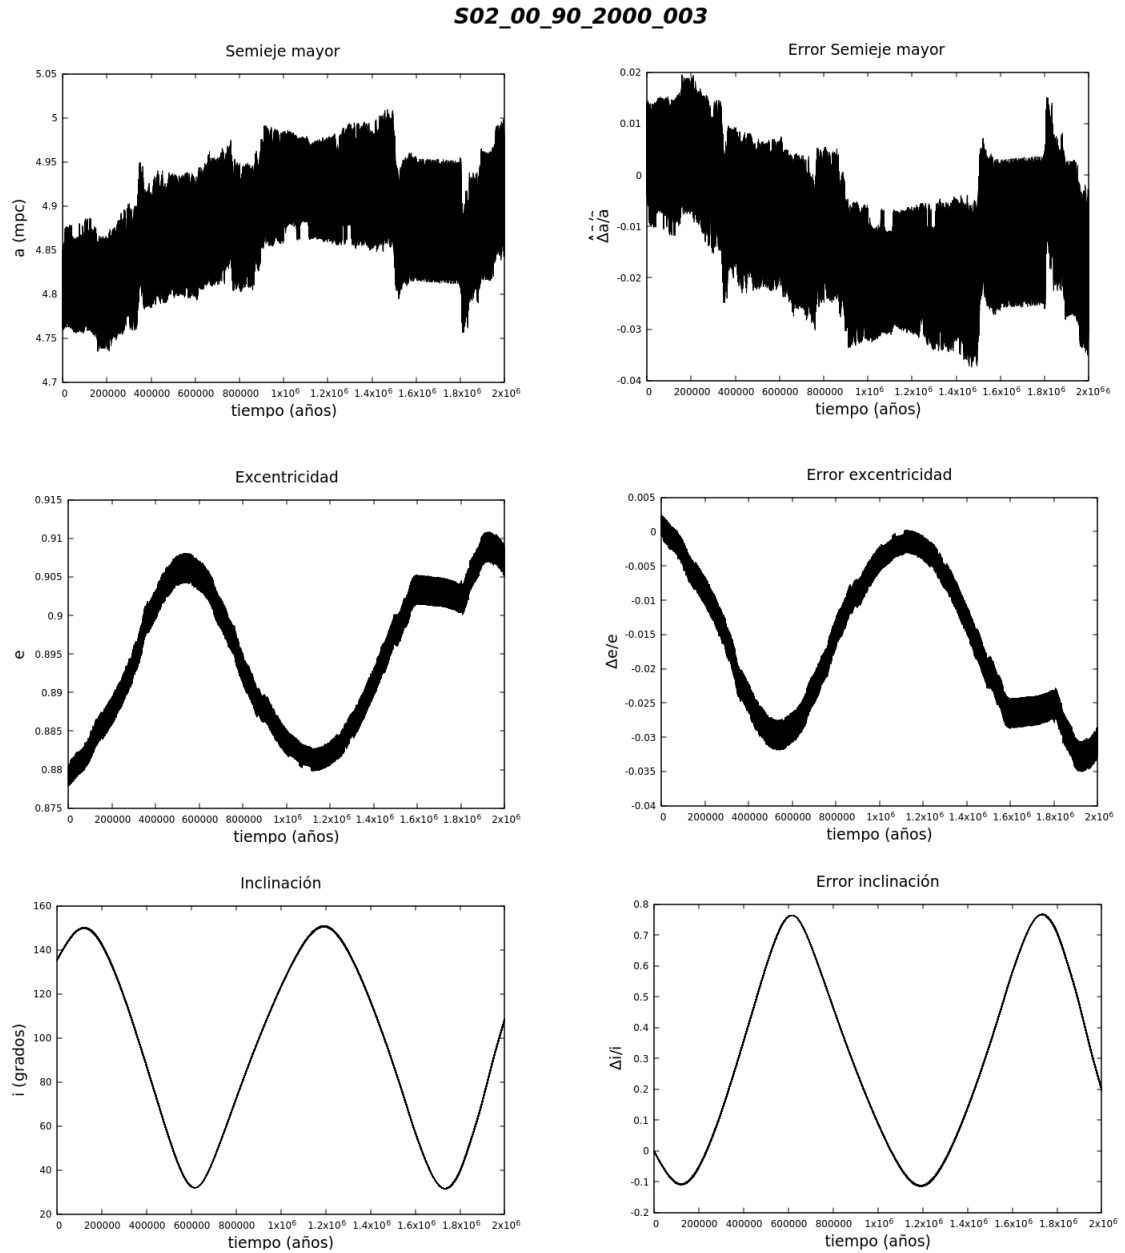 S02_00_90_2000_003
Semieje mayor
a (mpc)
5.05
5
4.95
4.9
4.85
4.8
4.75
4.7
0 200000 400000 600000 800000 1x10⁶ 1.2x10⁶ 1.4x10⁶ 1.6x10⁶ 1.8x10⁶ 2x10⁶
tiempo (años)
Error Semieje mayor
Δa/a
0.02
0.01
0
-0.01
-0.02
-0.03
-0.04
0 200000 400000 600000 800000 1x10⁶ 1.2x10⁶ 1.4x10⁶ 1.6x10⁶ 1.8x10⁶ 2x10⁶
tiempo (años)
Excentricidad
e
0.915
0.91
0.905
0.9
0.895
0.89
0.885
0.88
0.875
0 200000 400000 600000 800000 1x10⁶ 1.2x10⁶ 1.4x10⁶ 1.6x10⁶ 1.8x10⁶ 2x10⁶
tiempo (años)
Error excentricidad
Δe/e
0.005
0
-0.005
-0.01
-0.015
-0.02
-0.025
-0.03
-0.035
-0.04
0 200000 400000 600000 800000 1x10⁶ 1.2x10⁶ 1.4x10⁶ 1.6x10⁶ 1.8x10⁶ 2x10⁶
tiempo (años)
Inclinación
i (grados)
160
140
120
100
80
60
40
20
0 200000 400000 600000 800000 1x10⁶ 1.2x10⁶ 1.4x10⁶ 1.6x10⁶ 1.8x10⁶ 2x10⁶
tiempo (años)
Error inclinación
Δi/i
0.8
0.7
0.6
0.5
0.4
0.3
0.2
0.1
0
-0.1
-0.2
0 200000 400000 600000 800000 1x10⁶ 1.2x10⁶ 1.4x10⁶ 1.6x10⁶ 1.8x10⁶ 2x10⁶
tiempo (años)